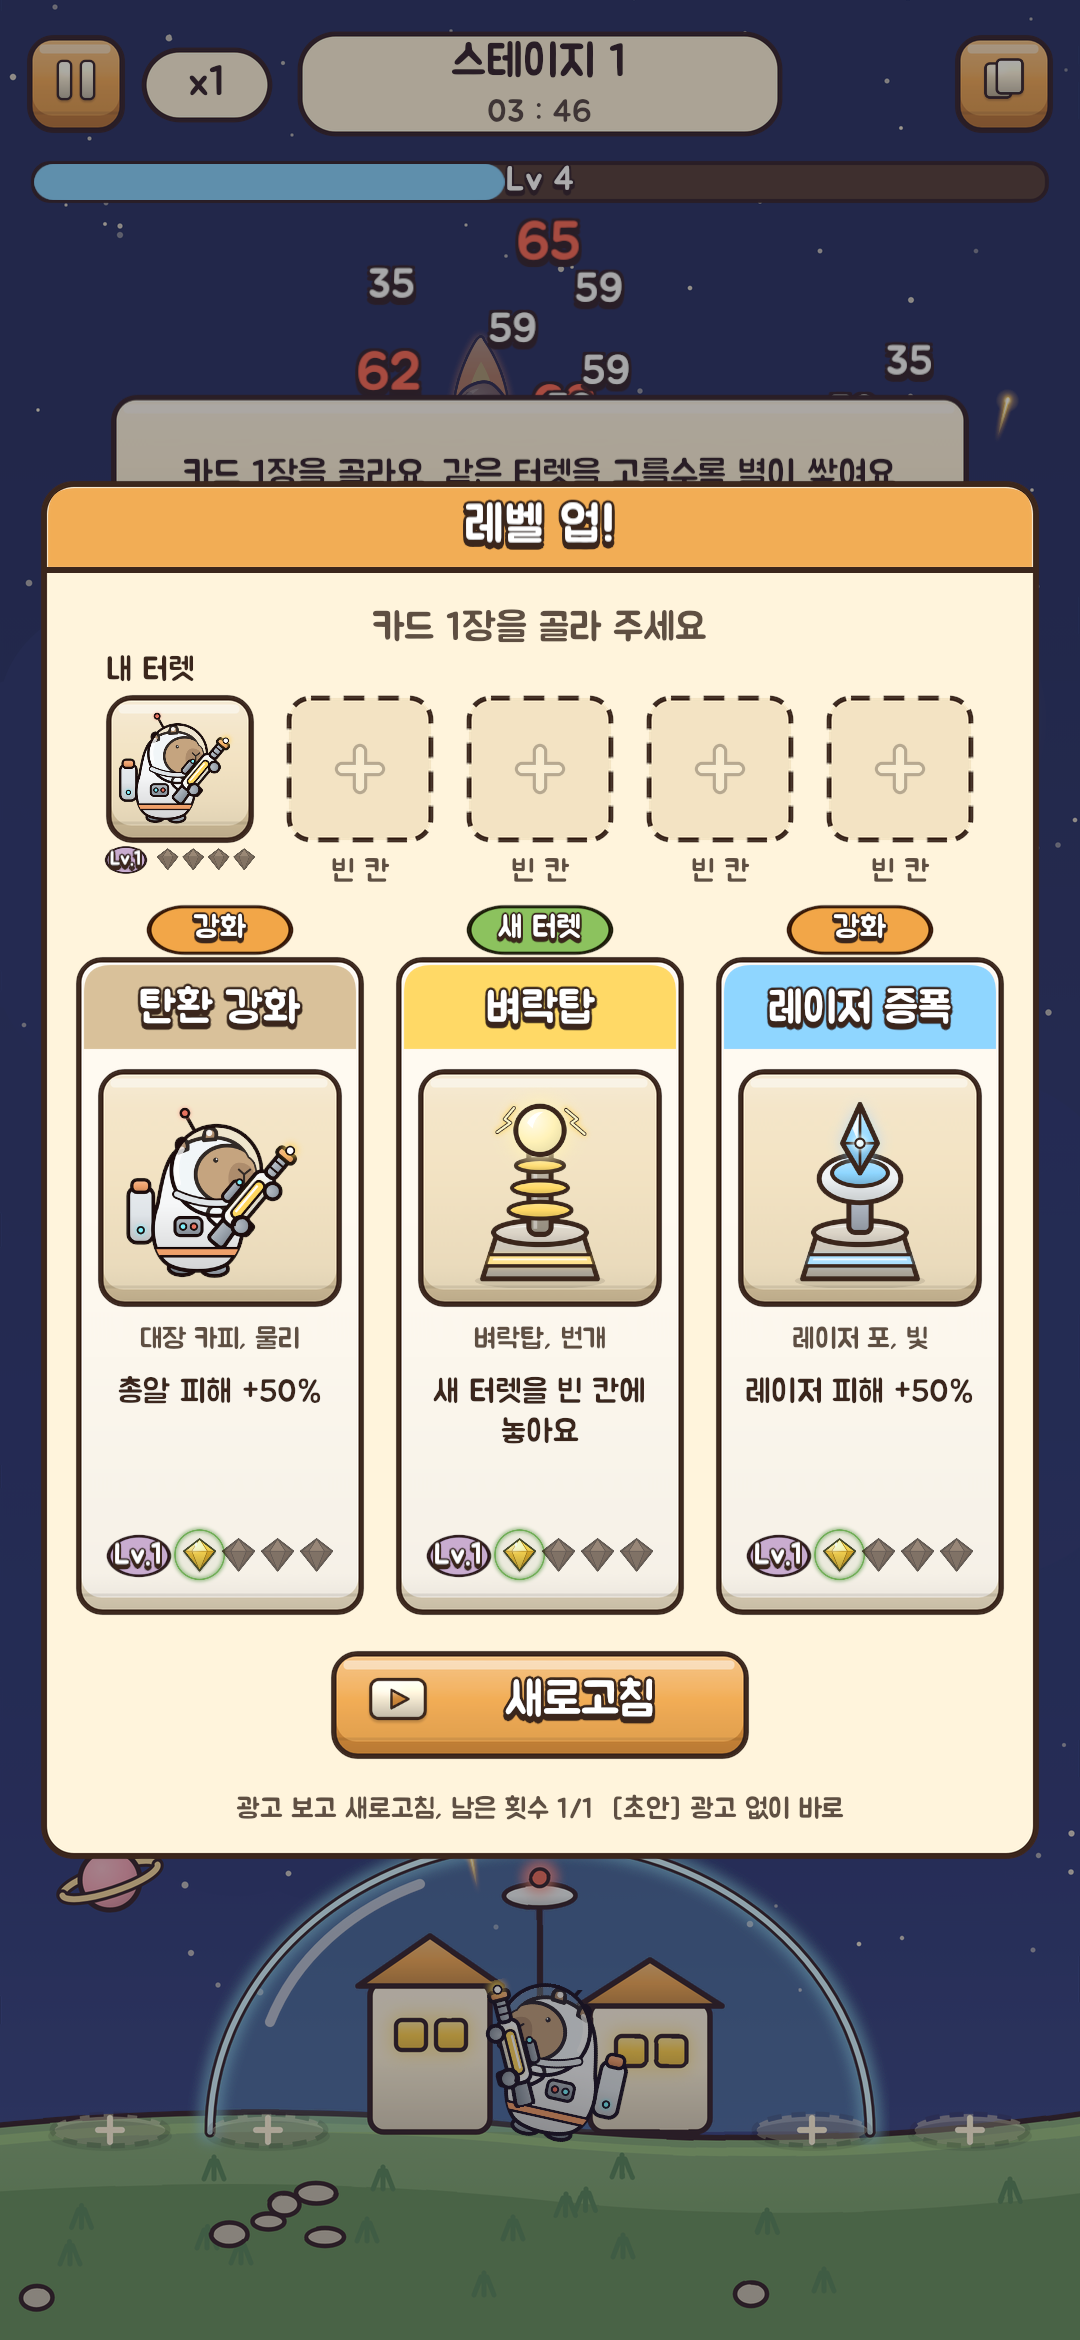 x1
스테이지 1
03 : 46
Lv 4
65
35
59
59
62
59
35
카드 1장을 골라요. 같은 터렛을 고를수록 별이 쌓여요
레벨 업!
카드 1장을 골라 주세요
내 터렛
Lv.1
빈 칸
빈 칸
빈 칸
빈 칸
강화
새 터렛
강화
탄환 강화
벼락탑
레이저 증폭
대장 카피, 물리
벼락탑, 번개
레이저 포, 빛
총알 피해 +50%
새 터렛을 빈 칸에
놓아요
레이저 피해 +50%
Lv.1
Lv.1
Lv.1
새로고침
광고 보고 새로고침, 남은 횟수 1/1 [초안] 광고 없이 바로